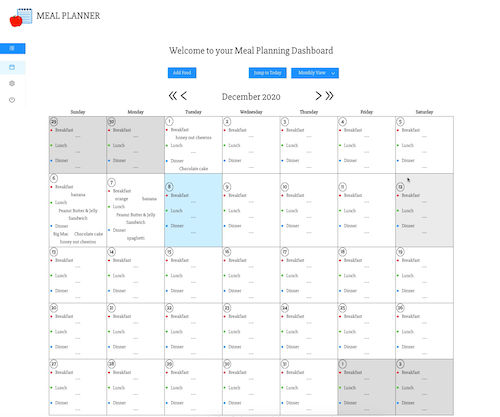 MEAL PLANNER
Welcome to your Meal Planning Dashboard
Add Food Jump to Today Monthly View
December 2020
Sunday Monday Tuesday Wednesday Thursday Friday Saturday
29 30 1 2 3 4 5
Breakfast Breakfast Breakfast Breakfast Breakfast Breakfast Breakfast
honey nut cheerios
Lunch Lunch Lunch Lunch Lunch Lunch Lunch
Dinner Dinner Dinner Dinner Dinner Dinner Dinner
Chocolate cake
6 7 8 9 10 11 12
Breakfast Breakfast Breakfast Breakfast Breakfast Breakfast Breakfast
banana orange banana
Lunch Lunch Lunch Lunch Lunch Lunch Lunch
Peanut Butter & Jelly Peanut Butter & Jelly
Sandwich Sandwich
Dinner Dinner Dinner Dinner Dinner Dinner Dinner
Big Mac Chocolate cake spaghetti
honey nut cheerios
13 14 15 16 17 18 19
Breakfast Breakfast Breakfast Breakfast Breakfast Breakfast Breakfast
Lunch Lunch Lunch Lunch Lunch Lunch Lunch
Dinner Dinner Dinner Dinner Dinner Dinner Dinner
20 21 22 23 24 25 26
Breakfast Breakfast Breakfast Breakfast Breakfast Breakfast Breakfast
Lunch Lunch Lunch Lunch Lunch Lunch Lunch
Dinner Dinner Dinner Dinner Dinner Dinner Dinner
27 28 29 30 31 1 2
Breakfast Breakfast Breakfast Breakfast Breakfast Breakfast Breakfast
Lunch Lunch Lunch Lunch Lunch Lunch Lunch
Dinner Dinner Dinner Dinner Dinner Dinner Dinner